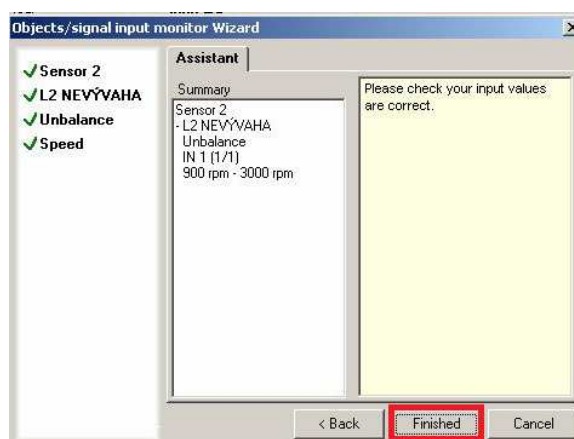 Objects/signal input monitor Wizard
Sensor 2
L2 NEVÝVAHA
Unbalance
Speed
Assistant
Summary
Sensor 2
- L2 NEVÝVAHA
Unbalance
IN 1 (1/1)
900 rpm - 3000 rpm
Please check your input values
are correct.
< Back
Finished
Cancel